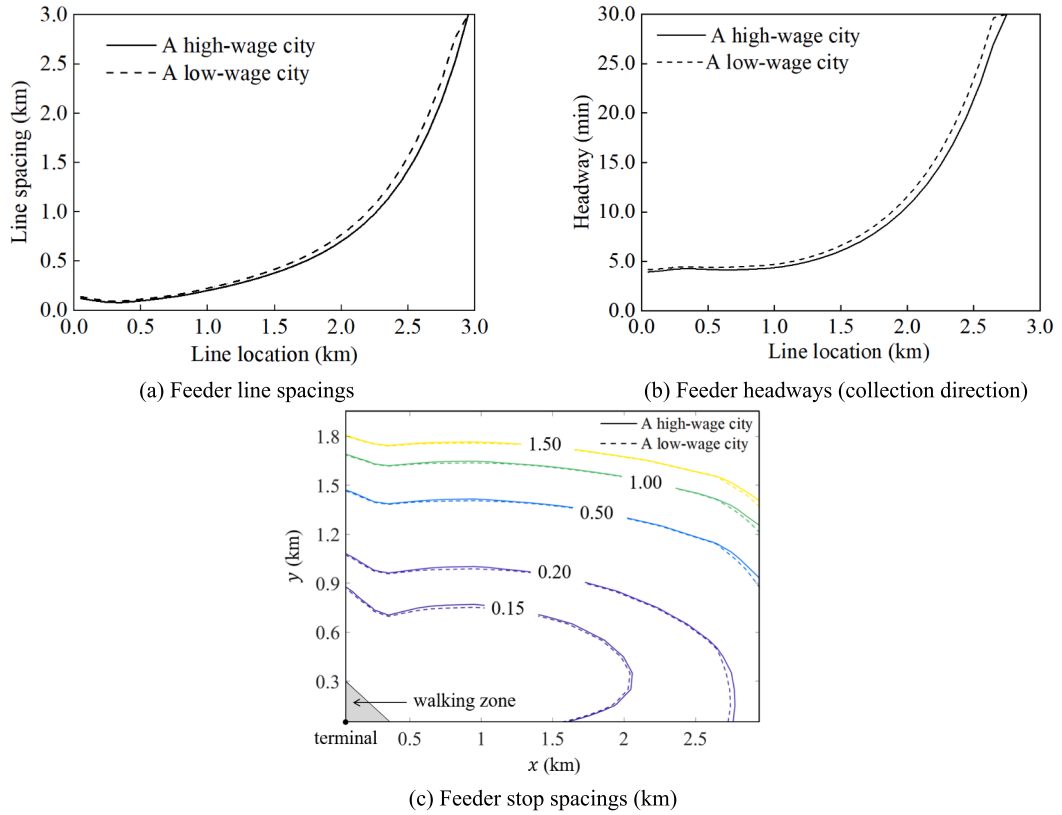 A high-wage city
A low-wage city
Line spacing (km)
3.0
2.5
2.0
1.5
1.0
0.5
0.0
0.0 0.5 1.0 1.5 2.0 2.5 3.0
Line location (km)
(a) Feeder line spacings
A high-wage city
A low-wage city
Headway (min)
30.0
25.0
20.0
15.0
10.0
5.0
0.0
0.0 0.5 1.0 1.5 2.0 2.5 3.0
Line location (km)
(b) Feeder headways (collection direction)
A high-wage city
A low-wage city
y (km)
1.8
1.5
1.2
0.9
0.6
0.3
1.50
1.00
0.50
0.20
0.15
walking zone
terminal
0.5 1 1.5 2 2.5
x (km)
(c) Feeder stop spacings (km)